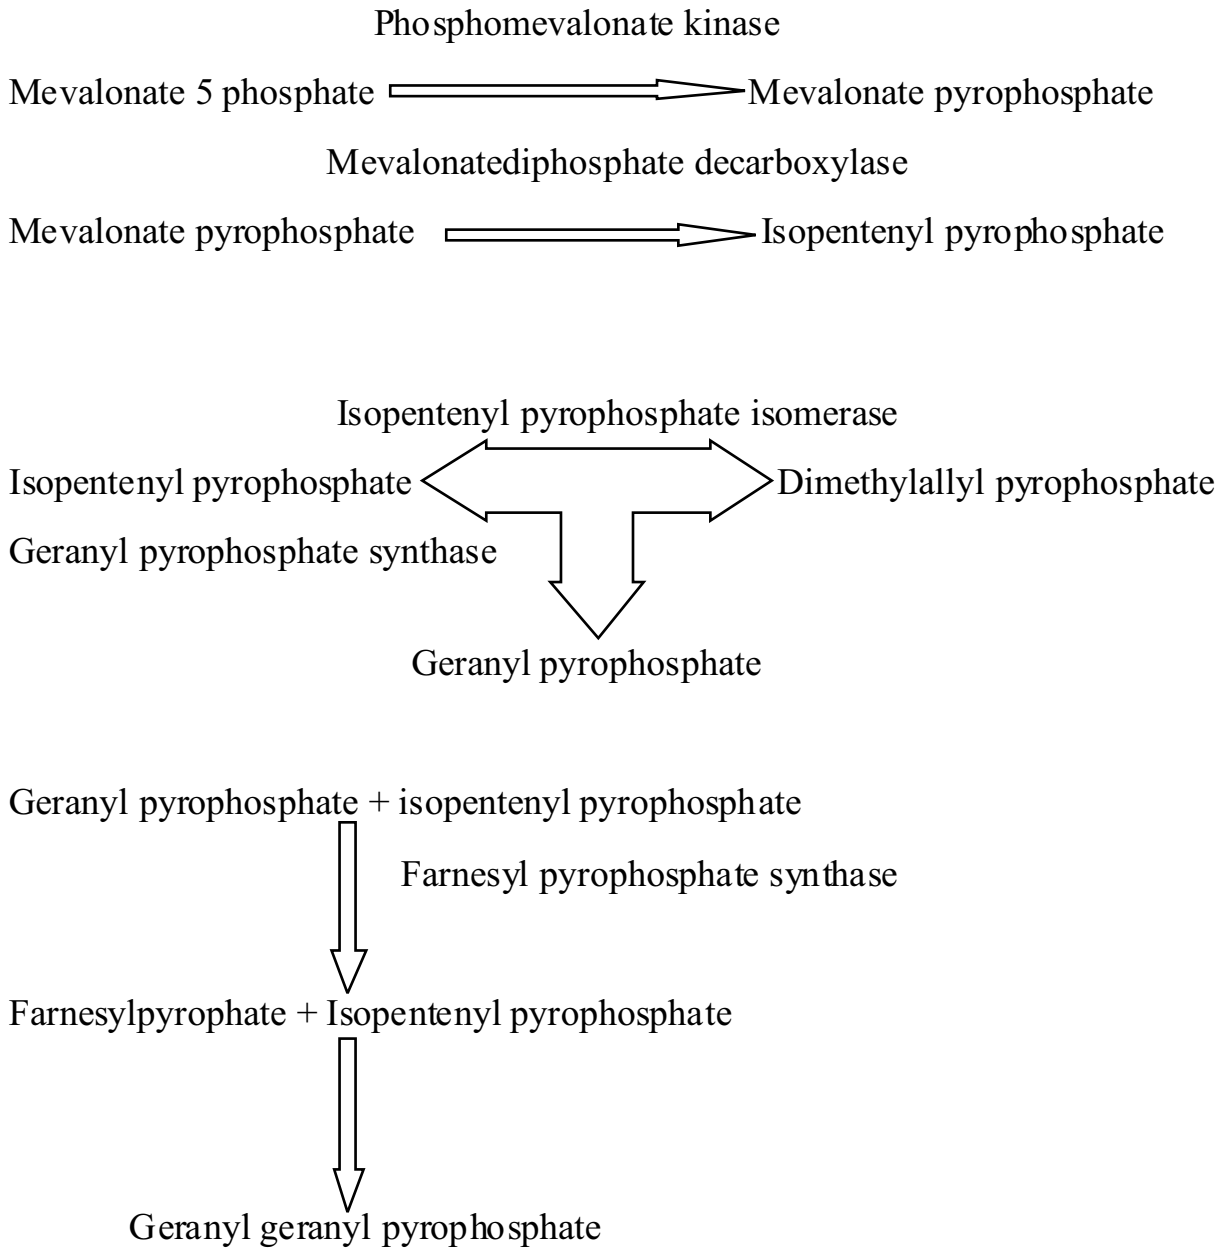 Phosphomevalonate kinase
Mevalonate 5 phosphate Mevalonate pyrophosphate
Mevalonatediphosphate decarboxylase
Mevalonate pyrophosphate Isopentenyl pyrophosphate
Isopentenyl pyrophosphate isomerase
Isopentenyl pyrophosphate Dimethylallyl pyrophosphate
Geranyl pyrophosphate synthase
Geranyl pyrophosphate
Geranyl pyrophosphate + isopentenyl pyrophosphate
Farnesyl pyrophosphate synthase
Farnesylpyrophate + Isopentenyl pyrophosphate
Geranyl geranyl pyrophosphate